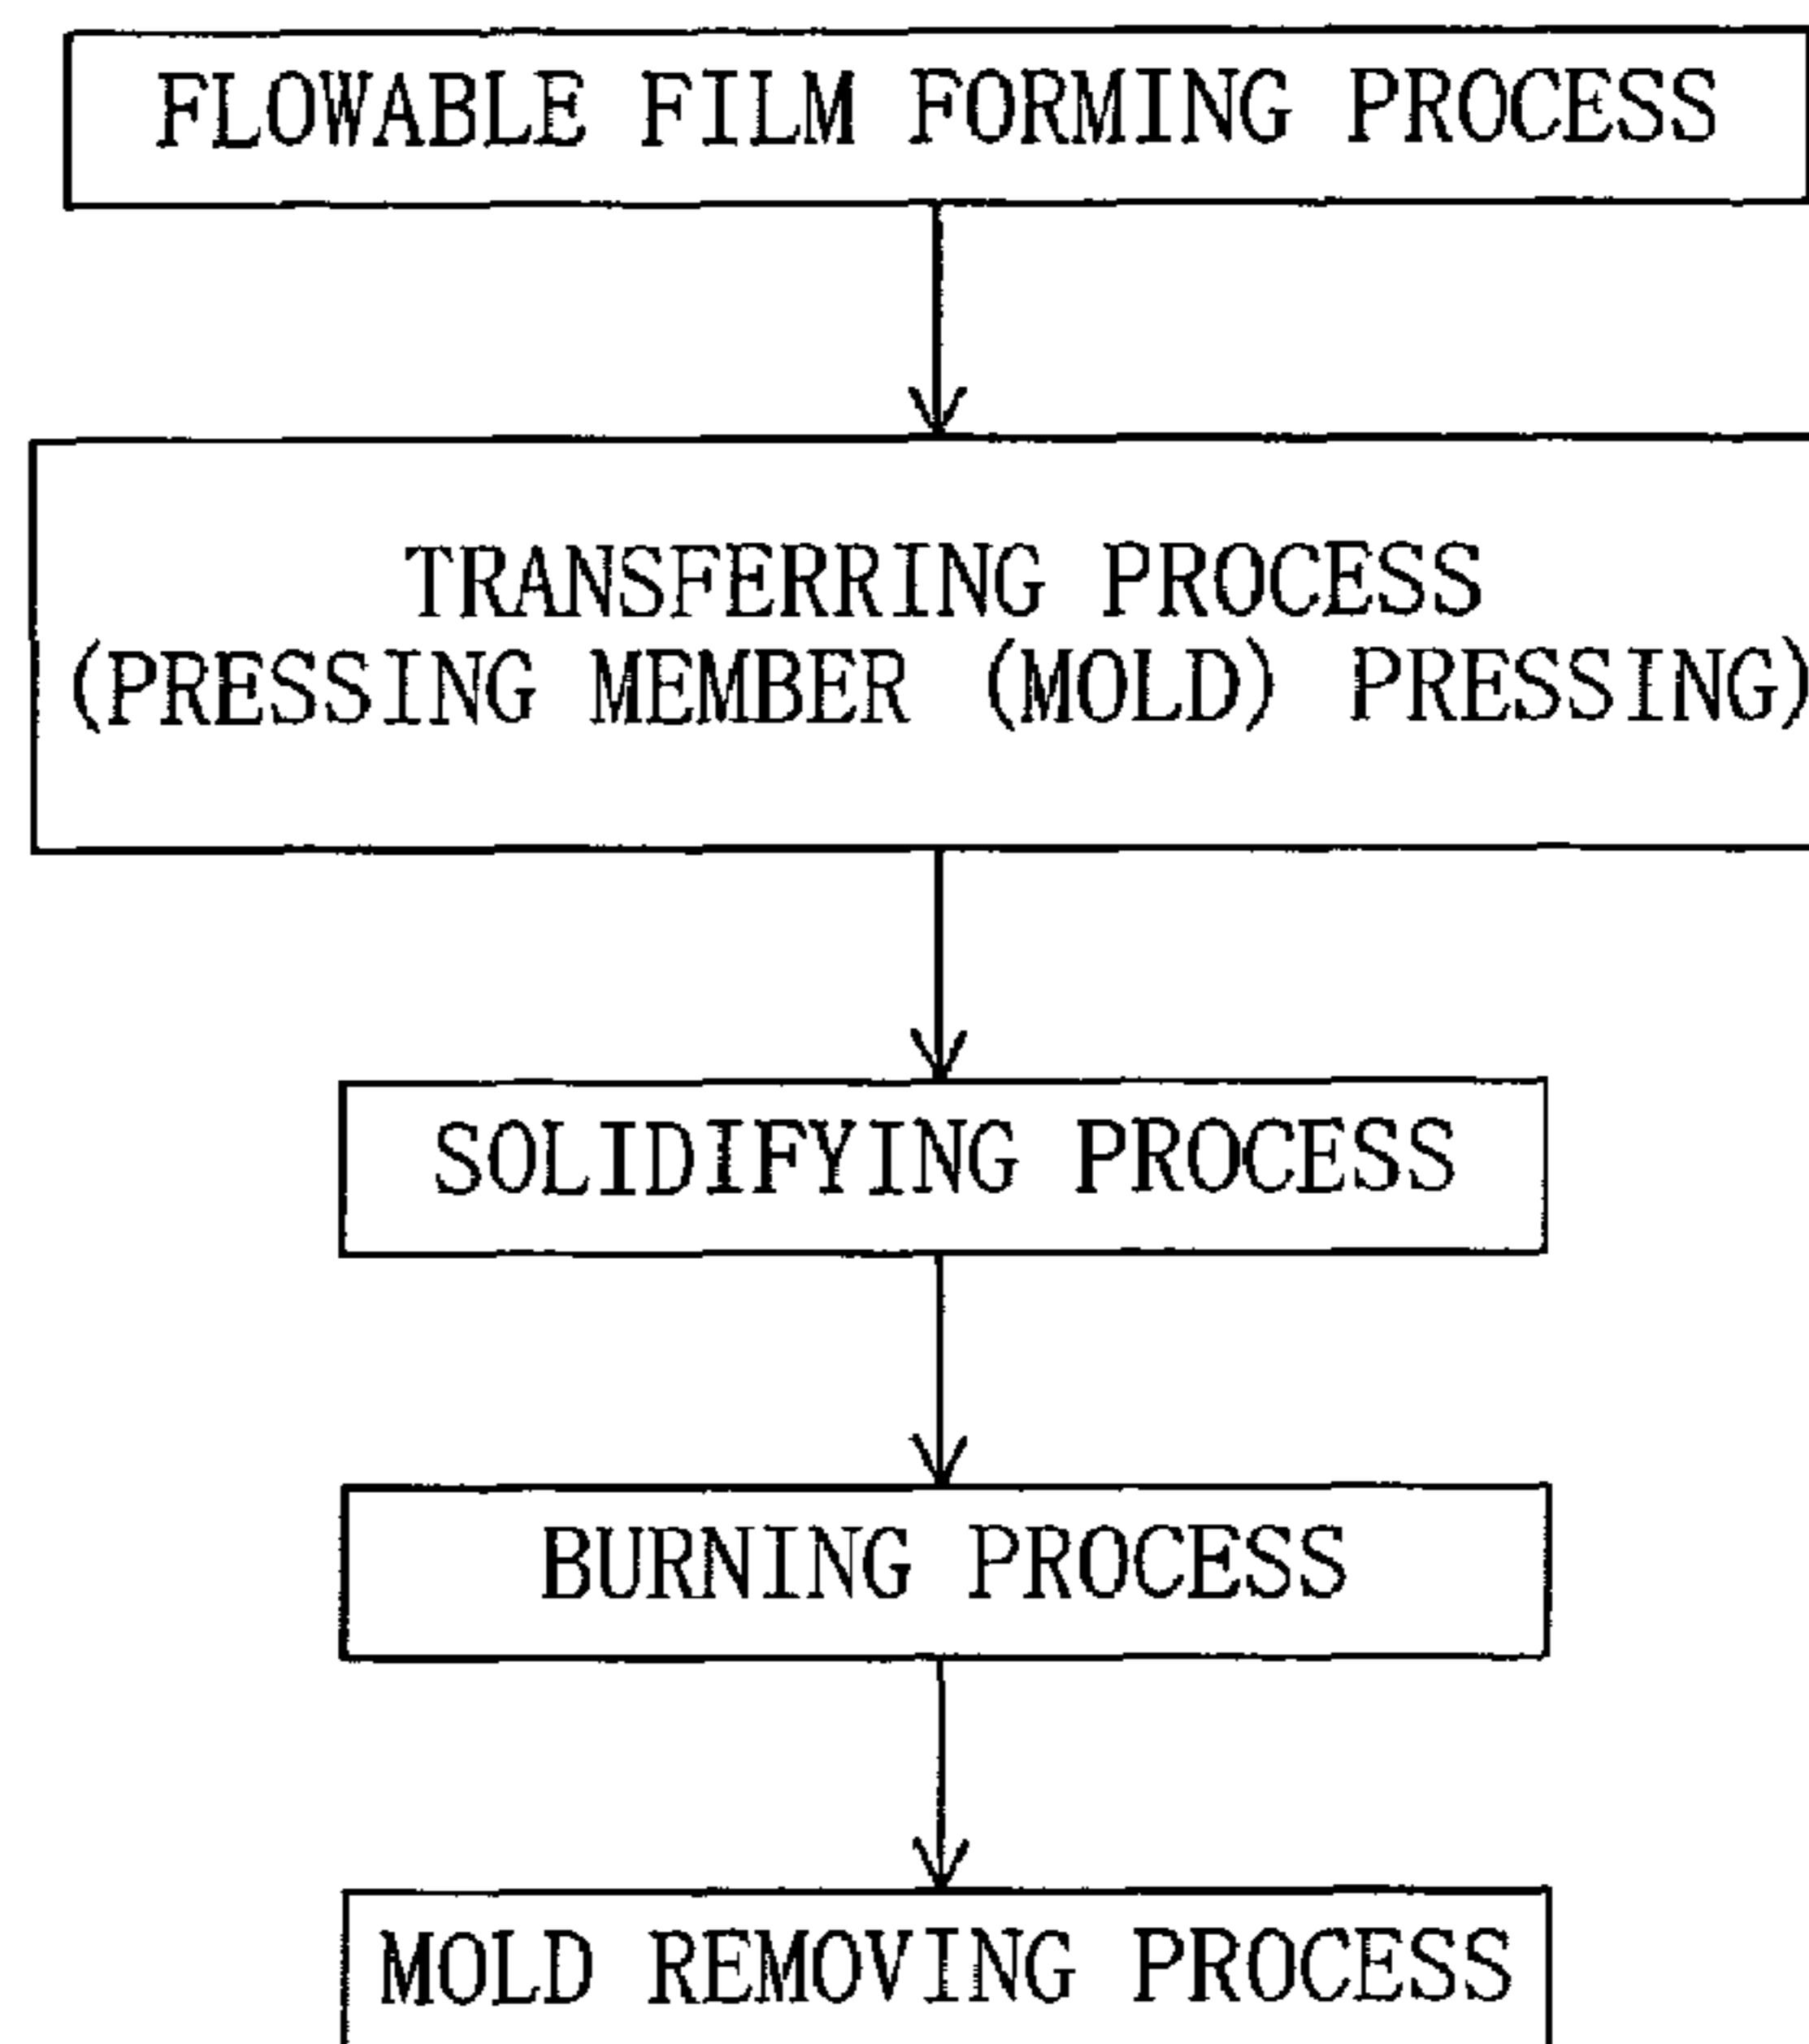 FLOWABLE FILM FORMING PROCESS
TRANSFERRING PROCESS
(PRESSING MEMBER (MOLD) PRESSING)
SOLIDIFYING PROCESS
BURNING PROCESS
MOLD REMOVING PROCESS